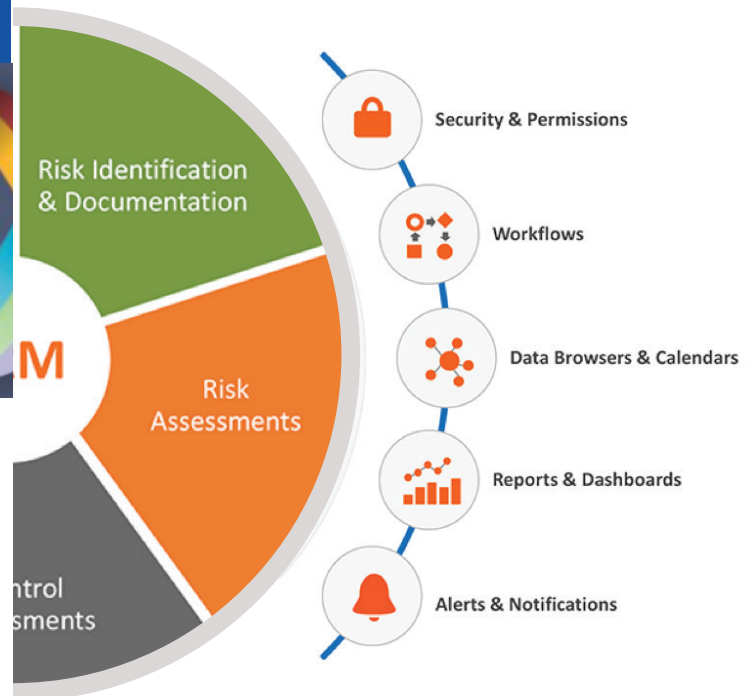 Risk Identification
& Documentation
M
Risk
Assessments
ntrol
sments
Security & Permissions
Workflows
Data Browsers & Calendars
Reports & Dashboards
Alerts & Notifications